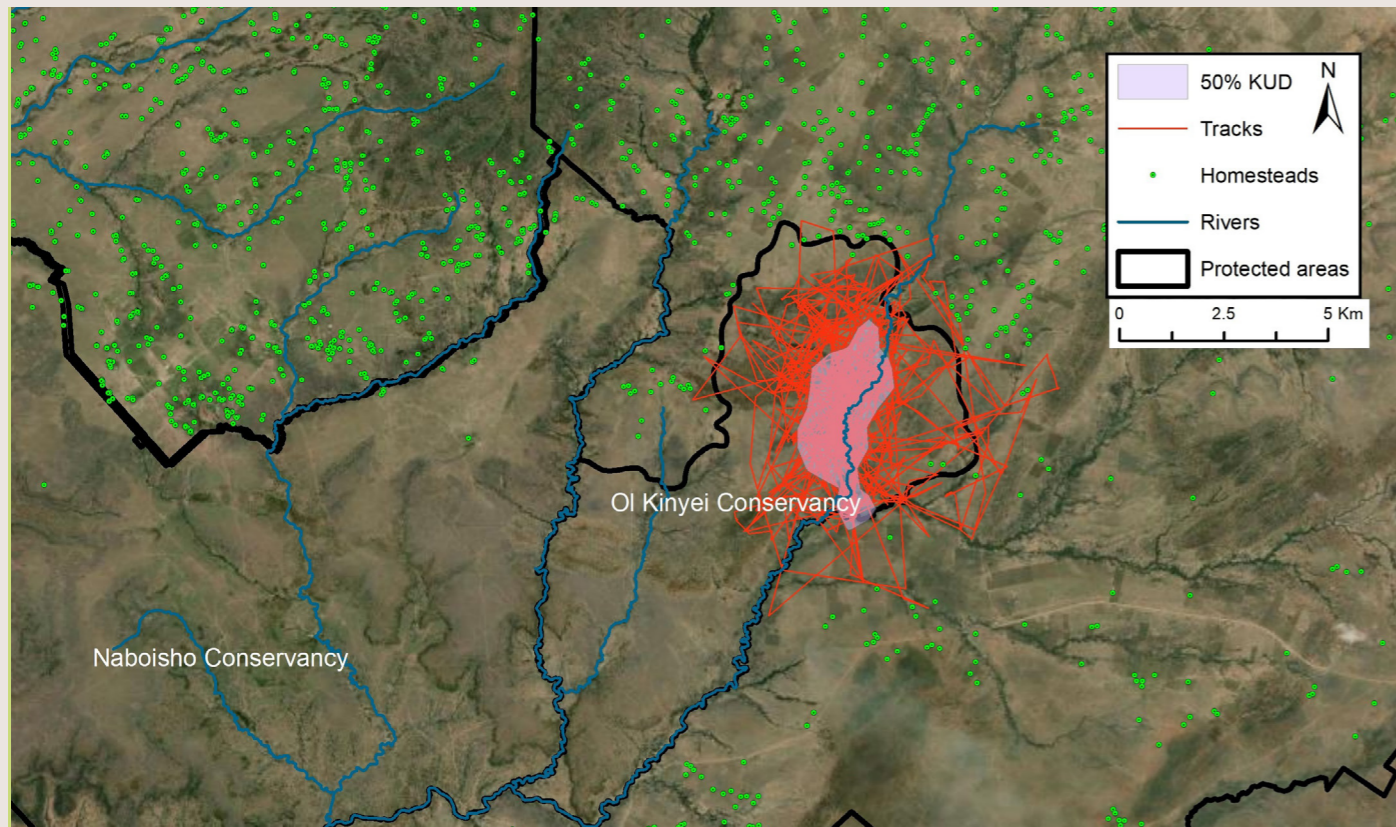 50% KUD
N
Tracks
Homesteads
Rivers
Protected areas
0 2.5 5 Km
Ol Kinyei Conservancy
Naboisho Conservancy